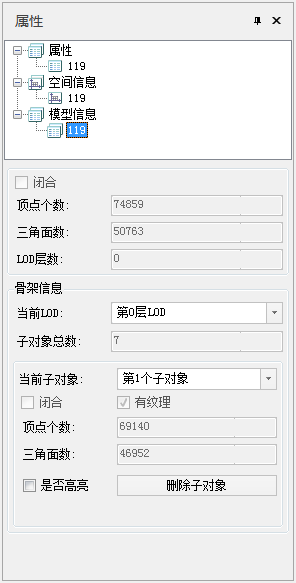 属性
属性
119
空间信息
119
模型信息
119
闭合
顶点个数: 74859
三角面数: 50763
LOD层数: 0
骨架信息
当前LOD: 第0层LOD
子对象总数: 7
当前子对象: 第1个子对象
闭合 有纹理
顶点个数: 69140
三角面数: 46952
是否高亮 删除子对象